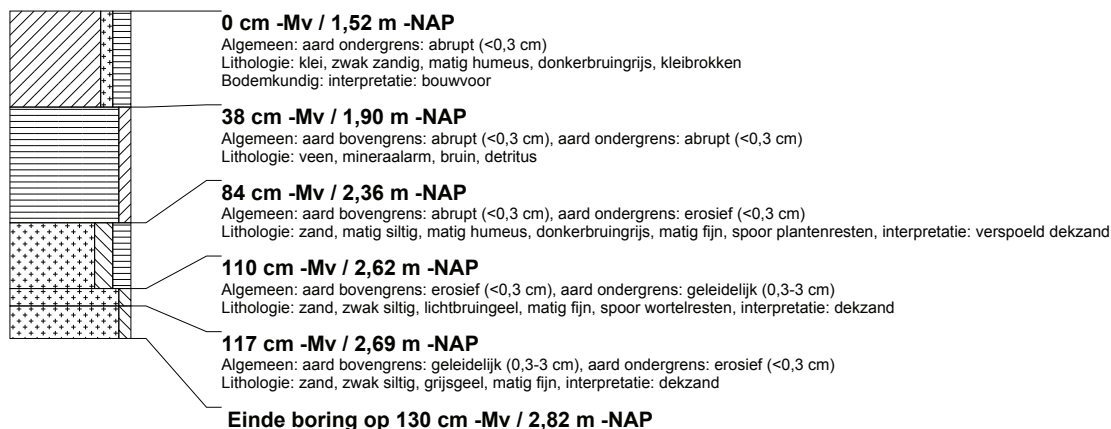 0 cm -Mv / 1,52 m -NAP
Algemeen: aard ondergrens: abrupt (<0,3 cm)
Lithologie: klei, zwak zandig, matig humeus, donkerbruingrijs, kleibrokken
Bodemkundig: interpretatie: bouwvoor
38 cm -Mv / 1,90 m -NAP
Algemeen: aard bovengrens: abrupt (<0,3 cm), aard ondergrens: abrupt (<0,3 cm)
Lithologie: veen, mineraalarm, bruin, detritus
84 cm -Mv / 2,36 m -NAP
Algemeen: aard bovengrens: abrupt (<0,3 cm), aard ondergrens: erosief (<0,3 cm)
Lithologie: zand, matig siltig, matig humeus, donkerbruingrijs, matig fijn, spoor plantenresten, interpretatie: verspoeld dekzand
110 cm -Mv / 2,62 m -NAP
Algemeen: aard bovengrens: erosief (<0,3 cm), aard ondergrens: geleidelijk (0,3-3 cm)
Lithologie: zand, zwak siltig, lichtbruingeel, matig fijn, spoor wortelresten, interpretatie: dekzand
117 cm -Mv / 2,69 m -NAP
Algemeen: aard bovengrens: geleidelijk (0,3-3 cm), aard ondergrens: erosief (<0,3 cm)
Lithologie: zand, zwak siltig, grijsgeel, matig fijn, interpretatie: dekzand
Einde boring op 130 cm -Mv / 2,82 m -NAP